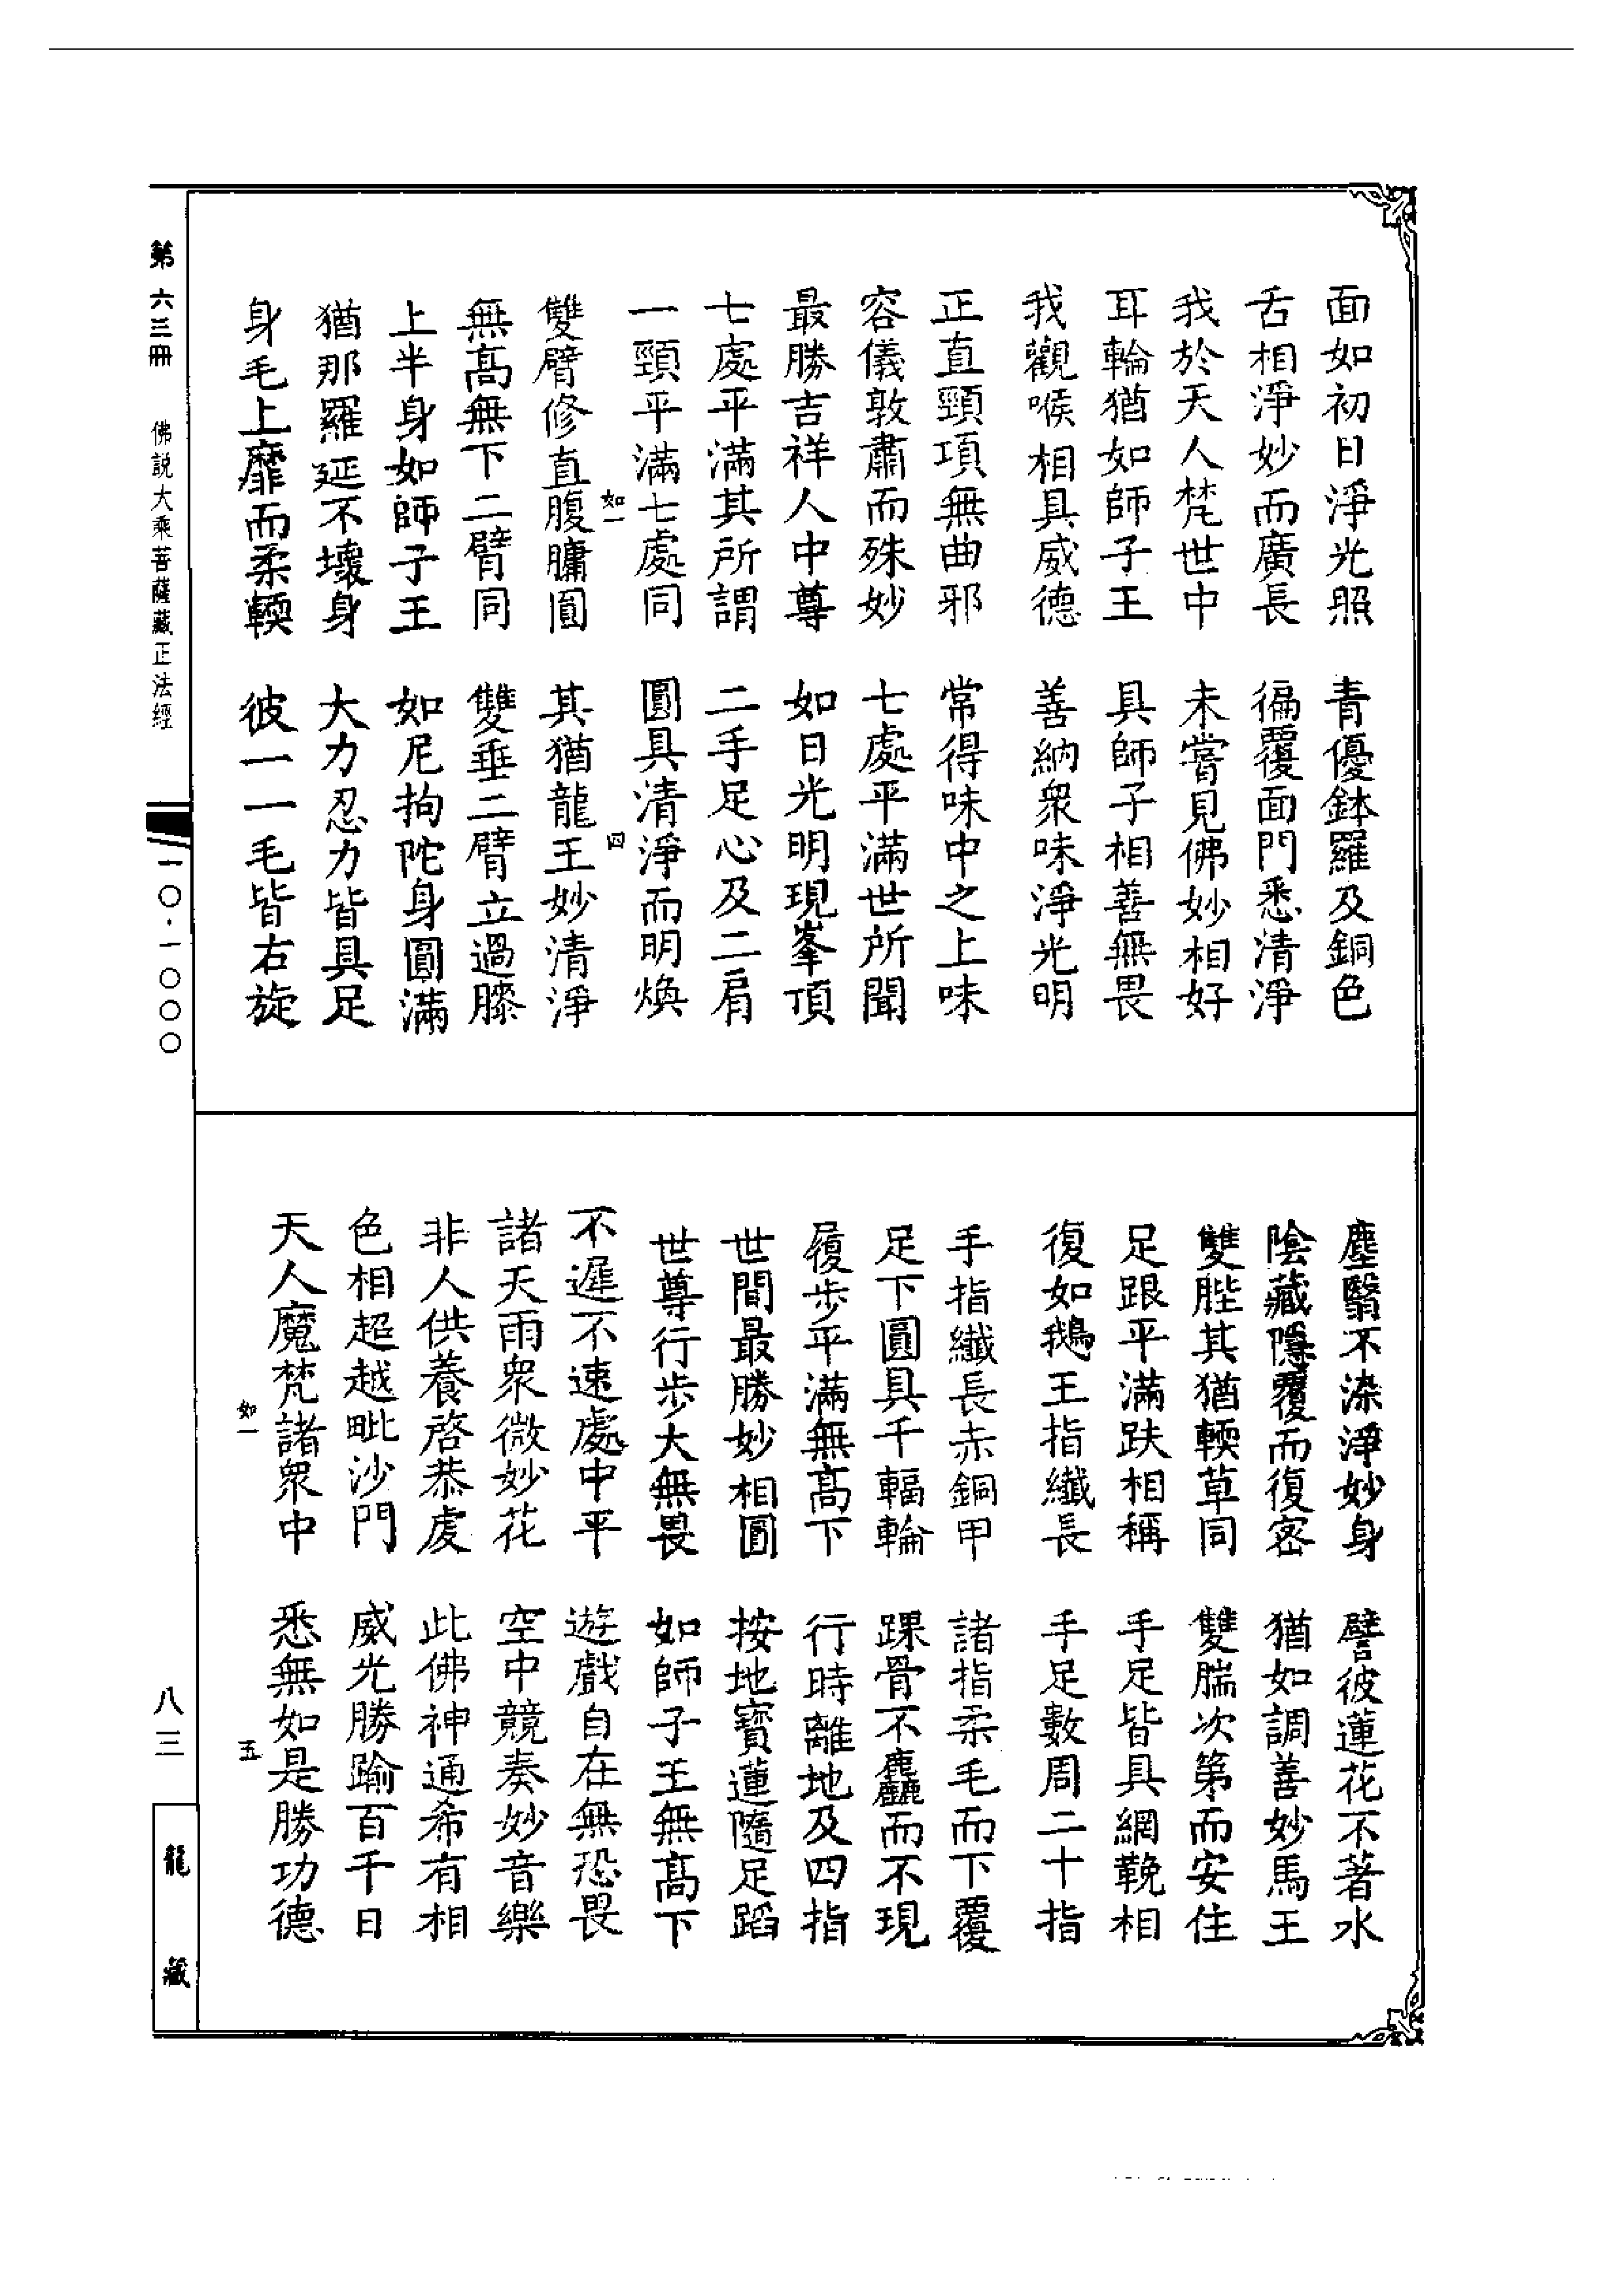 面如初日淨光照　青優鉢羅及銅色
舌相淨妙而廣長　徧覆面門悉清淨
我於天人梵世中　未嘗見佛妙相好
耳輪猶如師子王　具師子相善無畏
我觀喉相具威德　善納衆味淨光明
正直頸項無曲邪　常得味中之上味
容儀敦肅而殊妙　七處平滿世所聞
最勝吉祥人中尊　如日光明現峯頂
七處平滿其所謂　二手足心及二肩
一頸平滿七處同　圓具清淨而明煥
如一　四
雙臂修直腹𦟛圓　其猶龍王妙清淨
無高無下二臂同　雙垂二臂立過膝
上半身如師子王　如尼拘陀身圓滿
猶那羅延不壞身　大力忍力皆具足
身毛上靡而柔輭　彼一一毛皆右旋
塵翳不染淨妙身　譬彼蓮花不著水
陰藏隱覆而復密　猶如調善妙馬王
雙䏶其猶輭草同　雙腨次第而安住
足跟平滿趺相稱　手足皆具網鞔相
復如鵝王指纖長　手足數周二十指
手指纖長赤銅甲　諸指柔毛而下覆
足下圓具千輻輪　踝骨不麤而不現
履步平滿無高下　行時離地及四指
世間最勝妙相圓　按地寶蓮隨足蹈
世尊行步大無畏　如師子王無高下
不遲不速處中平　遊戲自在無恐畏
諸天雨衆微妙花　空中競奏妙音樂
非人供養啓恭虔　此佛神通希有相
色相超越毗沙門　威光勝踰百千日
天人魔梵諸衆中　悉無如是勝功德
如一　五
第六三冊　佛說大乘菩薩藏正法經　一〇·一〇〇〇
八三
龍藏